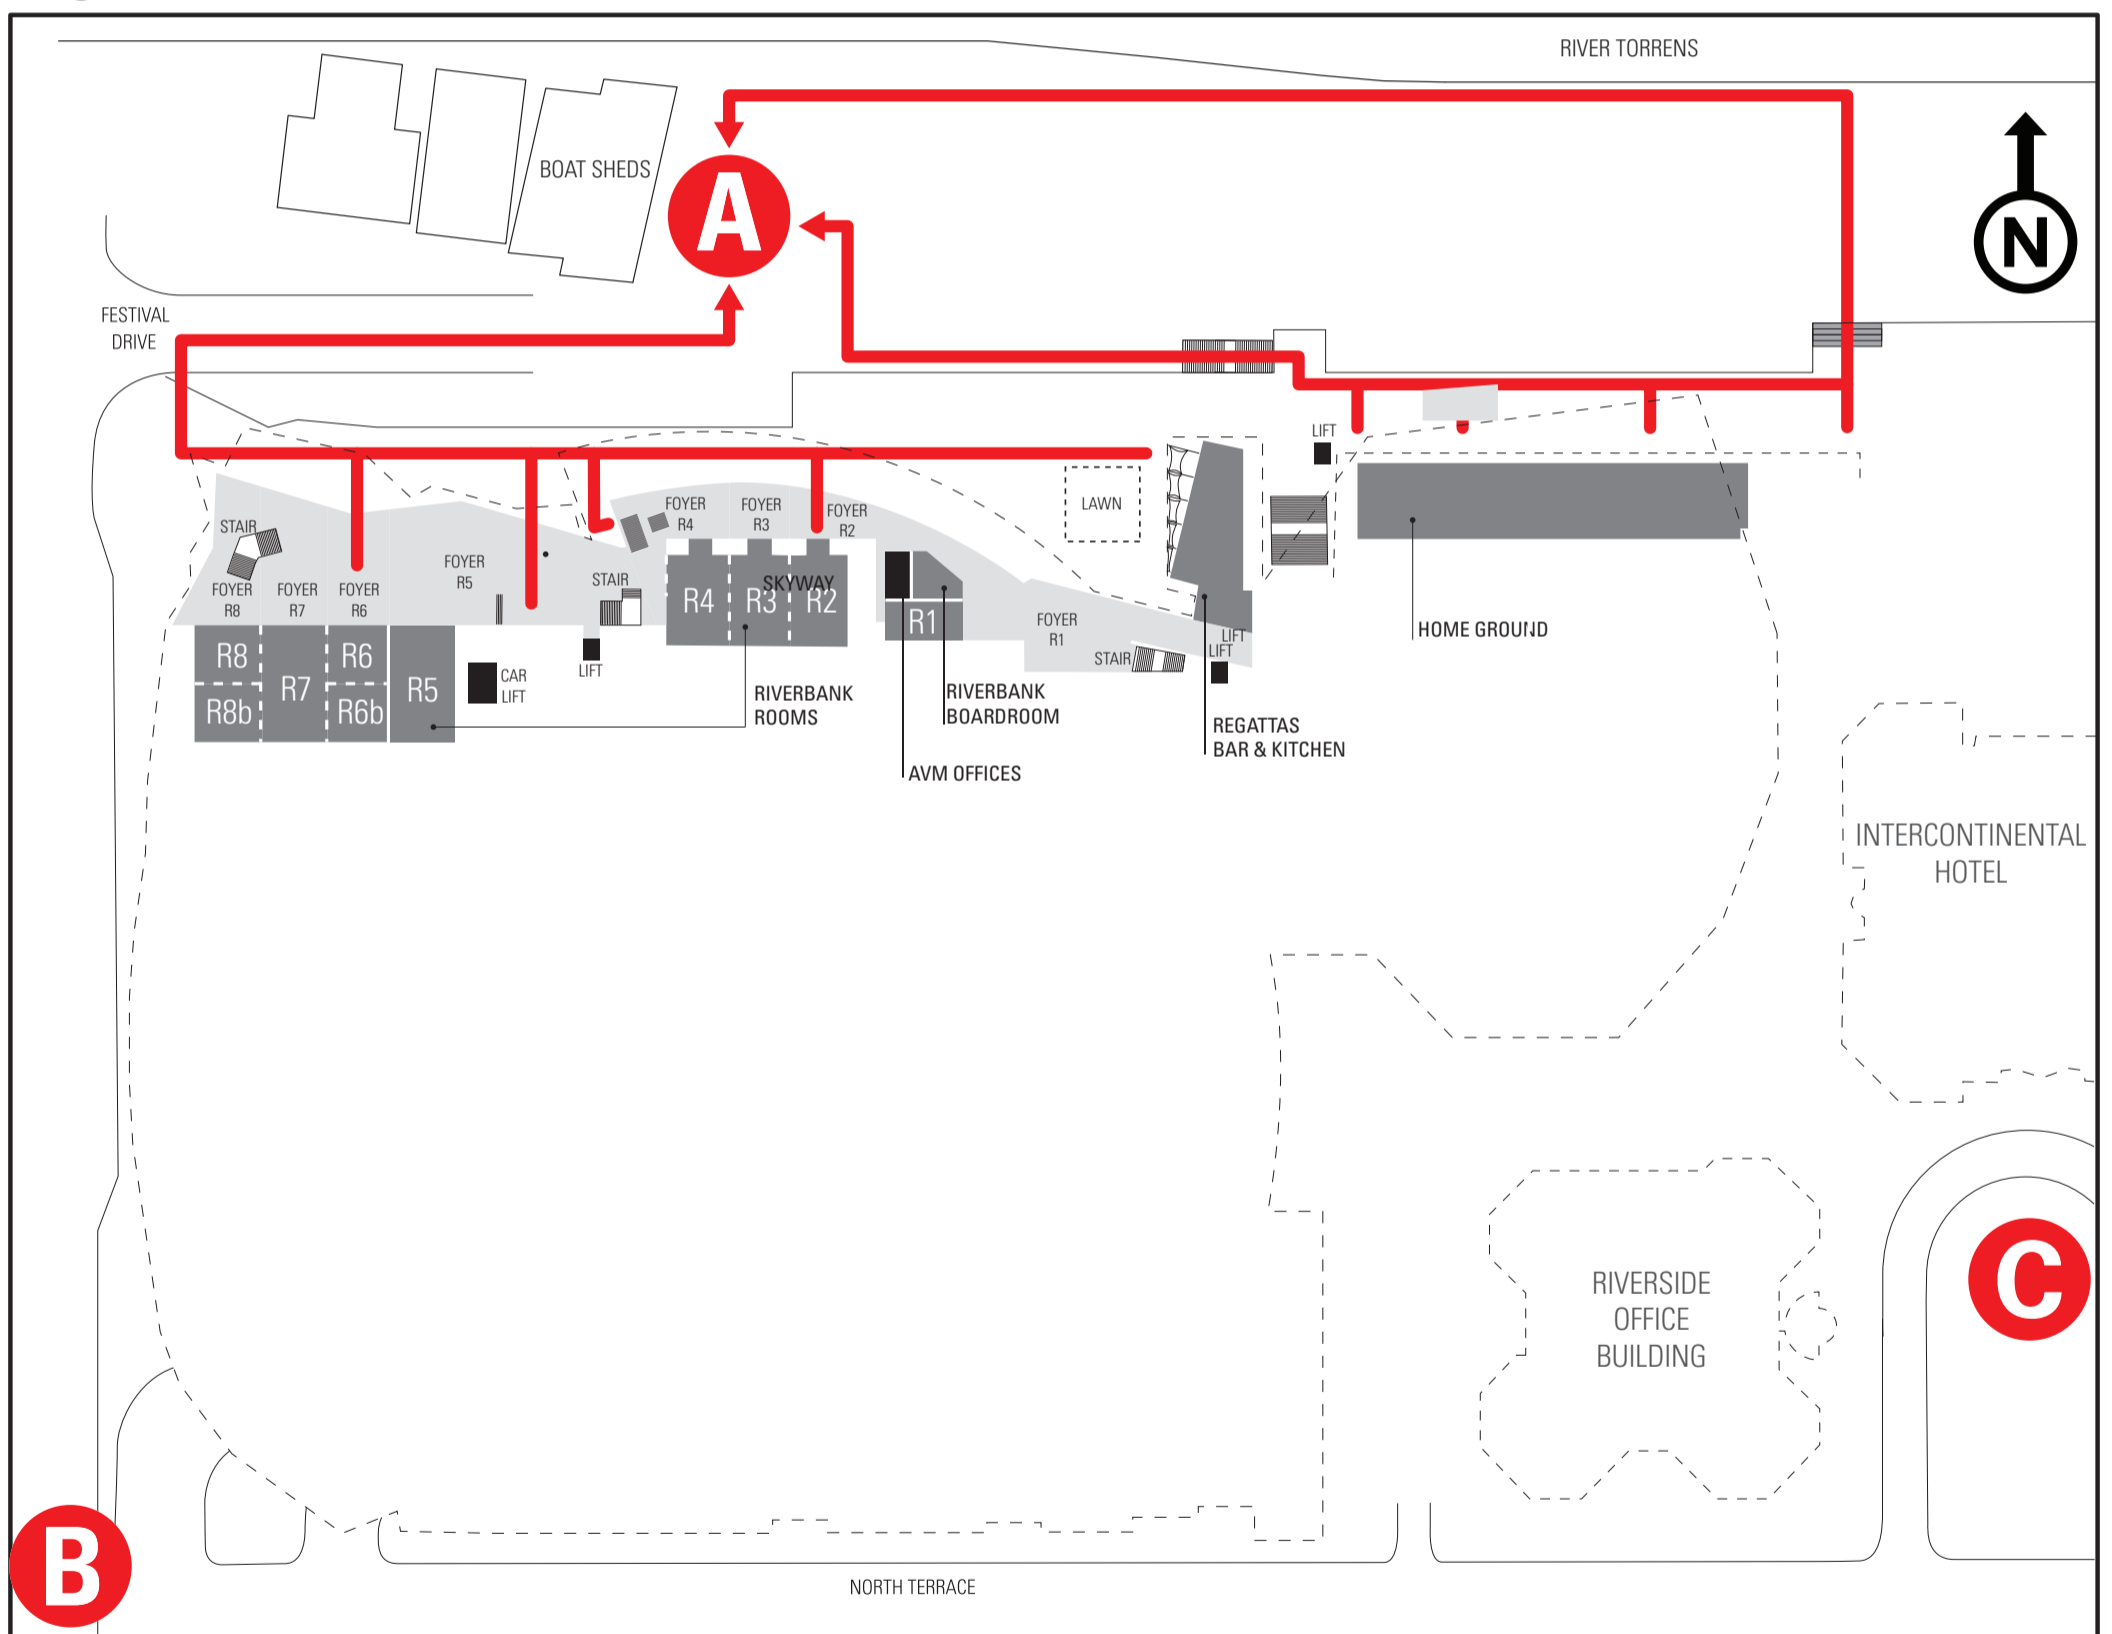 RIVER TORRENS
A
BOAT SHEDS
N
FESTIVAL
DRIVE
LIFT
LAWN
FOYER
R4
FOYER
R3
FOYER
R2
STAIR
FOYER
R8
FOYER
R7
FOYER
R6
FOYER
R5
STAIR
SKYWAY
R4
R3
R2
R1
FOYER
R1
STAIR
LIFT
LIFT
HOME GROUND
R8
R8b
R7
R6
R6b
R5
CAR
LIFT
LIFT
RIVERBANK
ROOMS
RIVERBANK
BOARDROOM
AVM OFFICES
REGATTAS
BAR & KITCHEN
INTERCONTINENTAL
HOTEL
RIVERSIDE
OFFICE
BUILDING
C
B
NORTH TERRACE